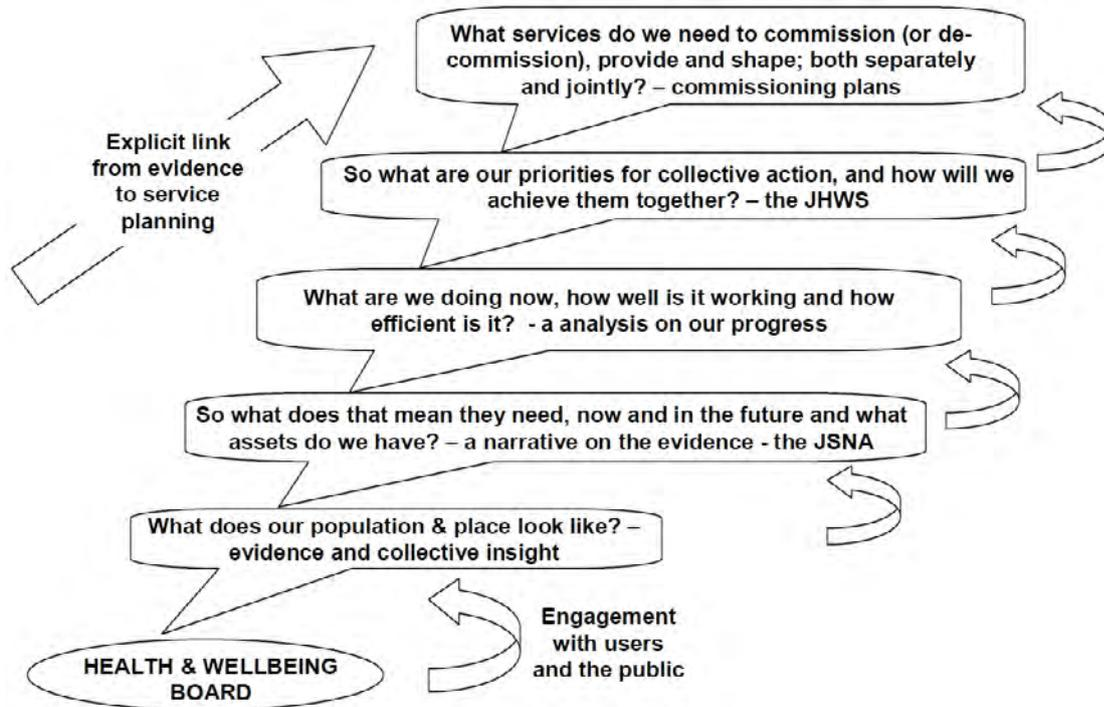 What services do we need to commission (or de-
commission), provide and shape; both separately
and jointly? – commissioning plans
Explicit link
from evidence
to service
planning
So what are our priorities for collective action, and how will we
achieve them together? – the JHWS
What are we doing now, how well is it working and how
efficient is it?  - a analysis on our progress
So what does that mean they need, now and in the future and what
assets do we have? – a narrative on the evidence - the JSNA
What does our population & place look like? –
evidence and collective insight
Engagement
with users
and the public
HEALTH & WELLBEING
BOARD